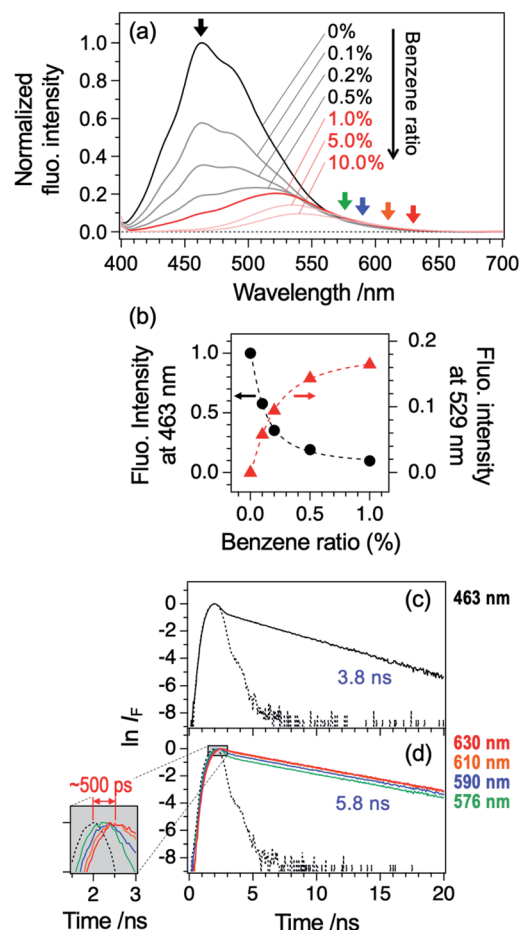 (a)
Normalized
fluo. intensity
1.0
0.8
0.6
0.4
0.2
0.0
0%
0.1%
0.2%
0.5%
1.0%
5.0%
10.0%
Benzene ratio
400 450 500 550 600 650 700
Wavelength /nm
(b)
Fluo. Intensity
at 463 nm
1.0
0.5
0.0
0.2
0.1
0.0
Fluo. intensity
at 529 nm
0.0 0.5 1.0
Benzene ratio (%)
(c)
463 nm
0
-2
-4
-6
-8
3.8 ns
ln IF
(d)
0
-2
-4
-6
-8
5.8 ns
630 nm
610 nm
590 nm
576 nm
~500 ps
2 3
Time /ns
0 5 10 15 20
Time /ns